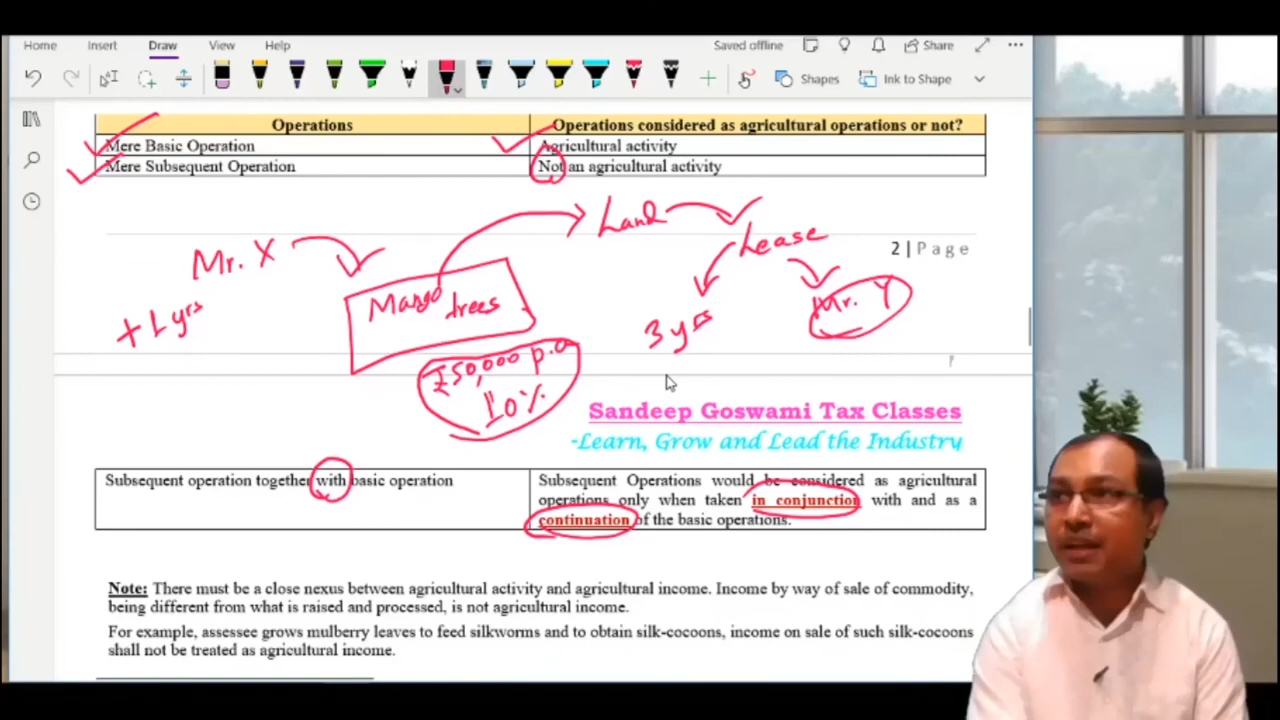 Home Insert Draw View Help Saved offline Share
Shapes Ink to Shape
Operations Operations considered as agricultural operations or not?
Mere Basic Operation Agricultural activity
Mere Subsequent Operation Not an agricultural activity
Land
Mr. X Lease 2 | Page
Mango trees Mr. Y
+1 yrs 3 yrs
₹50,000 p.a
10%
Sandeep Goswami Tax Classes
-Learn, Grow and Lead the Industry
Subsequent operation together with basic operation Subsequent Operations would be considered as agricultural
operations only when taken in conjunction with and as a
continuation of the basic operations.
Note: There must be a close nexus between agricultural activity and agricultural income. Income by way of sale of commodity,
being different from what is raised and processed, is not agricultural income.
For example, assessee grows mulberry leaves to feed silkworms and to obtain silk-cocoons, income on sale of such silk-cocoons
shall not be treated as agricultural income.